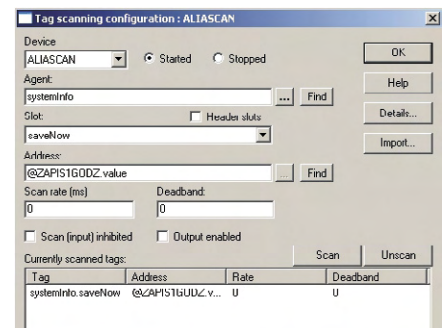 Tag scanning configuration : ALIASCAN
Device
ALIASCAN Started Stopped OK
Agent: Help
systemInfo ... Find
Slot: Header slots Details...
saveNow Import...
Address:
@ZAPIS1GODZ.value ... Find
Scan rate (ms) Deadband:
0 0
Scan (input) inhibited Output enabled
Currently scanned tags: Scan Unscan
Tag Address Rate Deadband
systemInfo.saveNow @ZAPIS1GODZ.v... 0 0